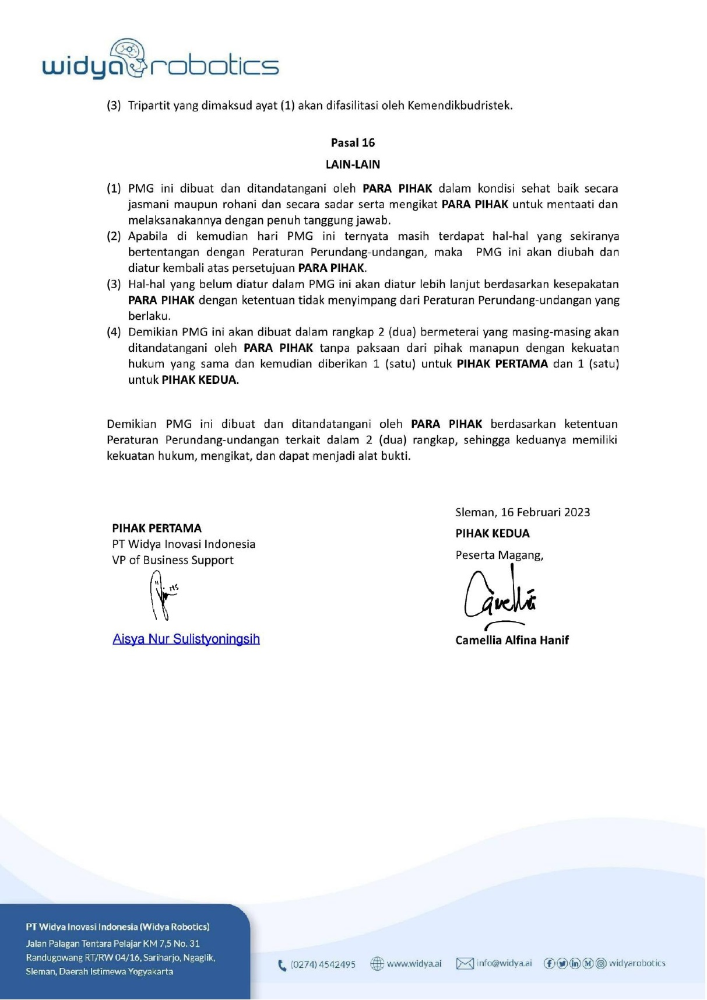 widya robotics
(3) Tripartit yang dimaksud ayat (1) akan difasilitasi oleh Kemendikbudristek.
Pasal 16
LAIN-LAIN
(1) PMG ini dibuat dan ditandatangani oleh PARA PIHAK dalam kondisi sehat baik secara
jasmani maupun rohani dan secara sadar serta mengikat PARA PIHAK untuk mentaati dan
melaksanakannya dengan penuh tanggung jawab.
(2) Apabila di kemudian hari PMG ini ternyata masih terdapat hal-hal yang sekiranya
bertentangan dengan Peraturan Perundang-undangan, maka PMG ini akan diubah dan
diatur kembali atas persetujuan PARA PIHAK.
(3) Hal-hal yang belum diatur dalam PMG ini akan diatur lebih lanjut berdasarkan kesepakatan
PARA PIHAK dengan ketentuan tidak menyimpang dari Peraturan Perundang-undangan yang
berlaku.
(4) Demikian PMG ini akan dibuat dalam rangkap 2 (dua) bermeterai yang masing-masing akan
ditandatangani oleh PARA PIHAK tanpa paksaan dari pihak manapun dengan kekuatan
hukum yang sama dan kemudian diberikan 1 (satu) untuk PIHAK PERTAMA dan 1 (satu)
untuk PIHAK KEDUA.
Demikian PMG ini dibuat dan ditandatangani oleh PARA PIHAK berdasarkan ketentuan
Peraturan Perundang-undangan terkait dalam 2 (dua) rangkap, sehingga keduanya memiliki
kekuatan hukum, mengikat, dan dapat menjadi alat bukti.
PIHAK PERTAMA
PT Widya Inovasi Indonesia
VP of Business Support
Aisya Nur Sulistyoningsih
Sleman, 16 Februari 2023
PIHAK KEDUA
Peserta Magang,
Camellia Alfina Hanif
PT Widya Inovasi Indonesia (Widya Robotics)
Jalan Palagan Tentara Pelajar KM 7,5 No. 31
Randugowang RT/RW 04/16, Sariharjo, Ngaglik,
Sleman, Daerah Istimewa Yogyakarta
(0274) 4542495 www.widya.ai info@widya.ai widyarobotics